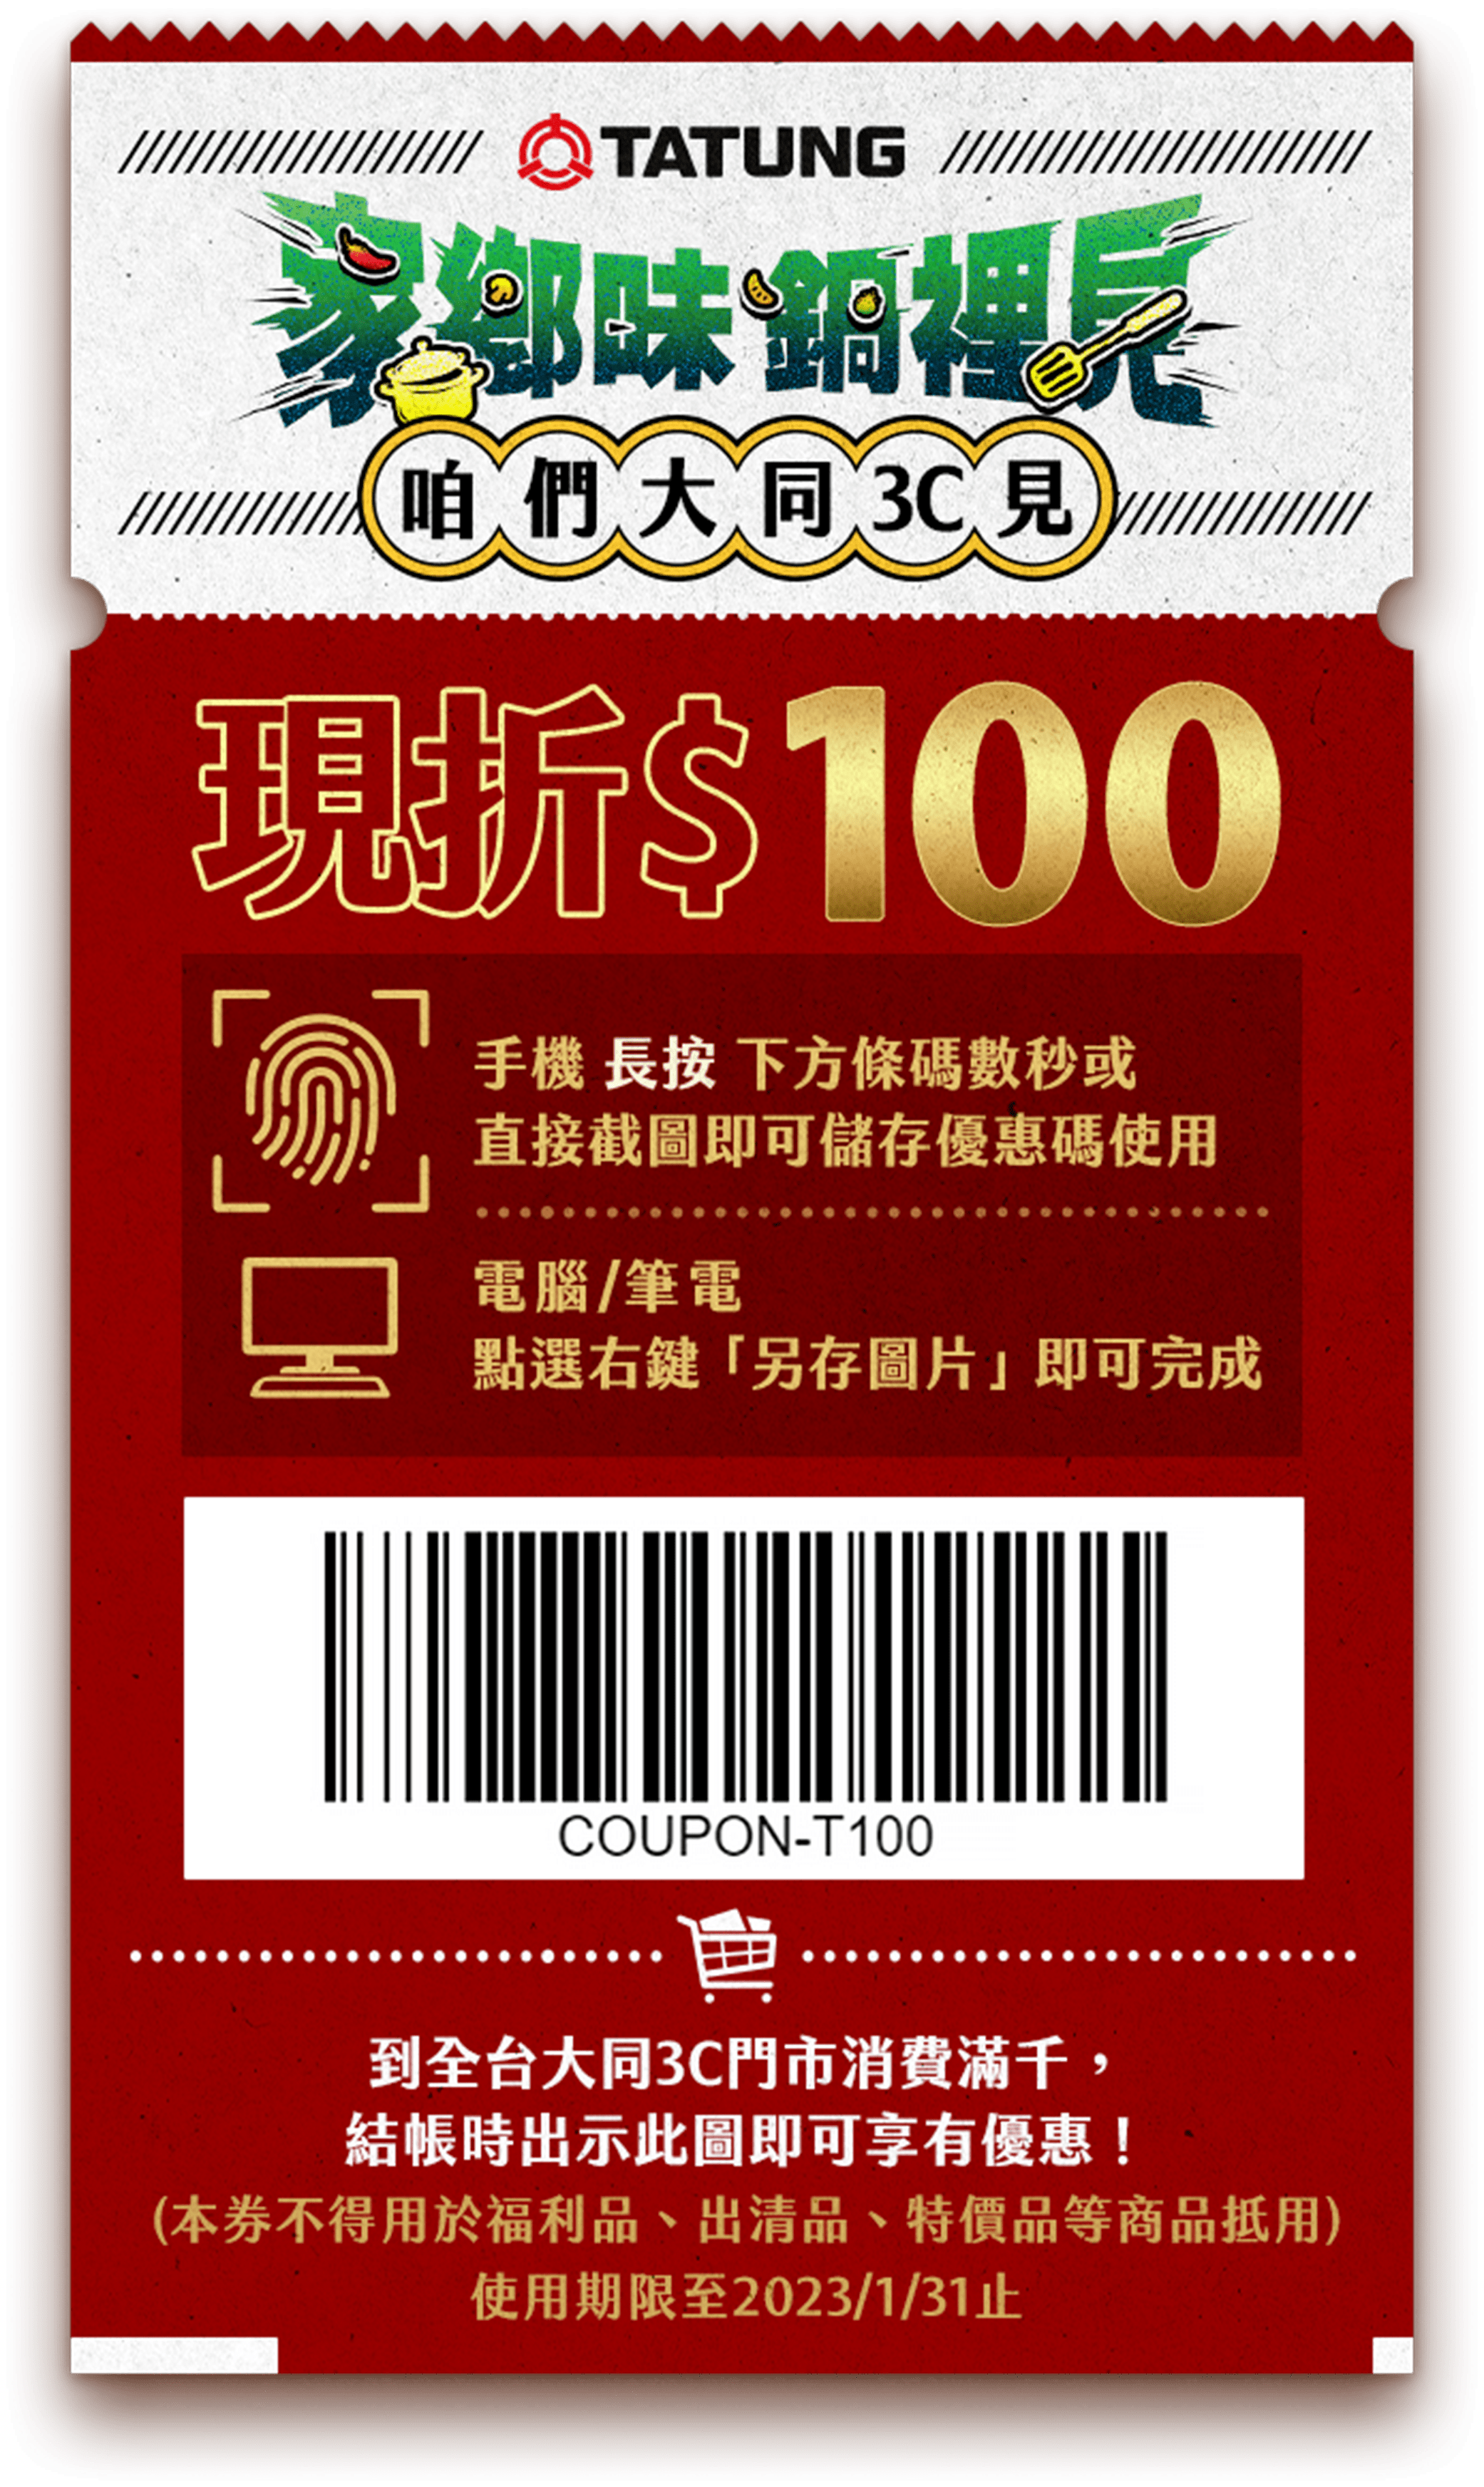 TATUNG
家鄉味 鍋裡見
咱們大同3C見
現折$100
手機 長按 下方條碼數秒或
直接截圖即可儲存優惠碼使用
電腦/筆電
點選右鍵「另存圖片」即可完成
COUPON-T100
到全台大同3C門市消費滿千，
結帳時出示此圖即可享有優惠！
(本券不得用於福利品、出清品、特價品等商品抵用)
使用期限至2023/1/31止